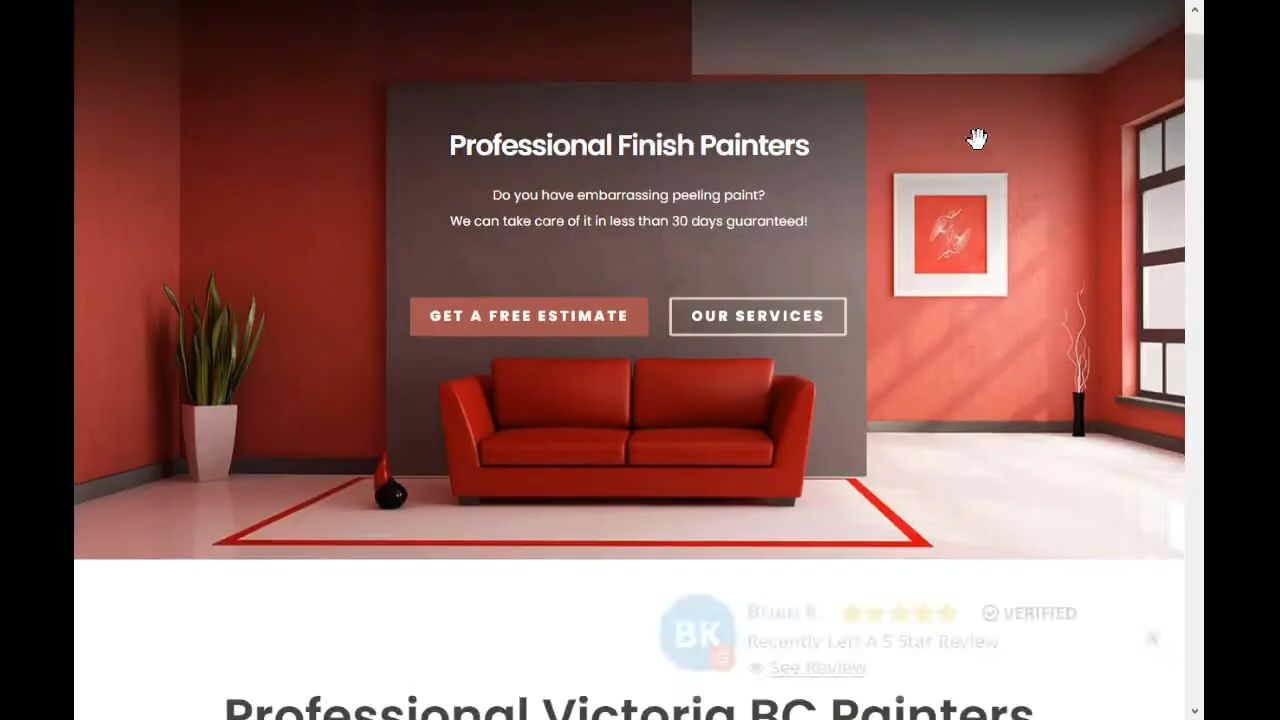 Professional Finish Painters
Do you have embarrassing peeling paint?
We can take care of it in less than 30 days guaranteed!
GET A FREE ESTIMATE
OUR SERVICES
BK
Brian K.
VERIFIED
Recently Left A 5 Star Review
See Review
Professional Victoria BC Painters